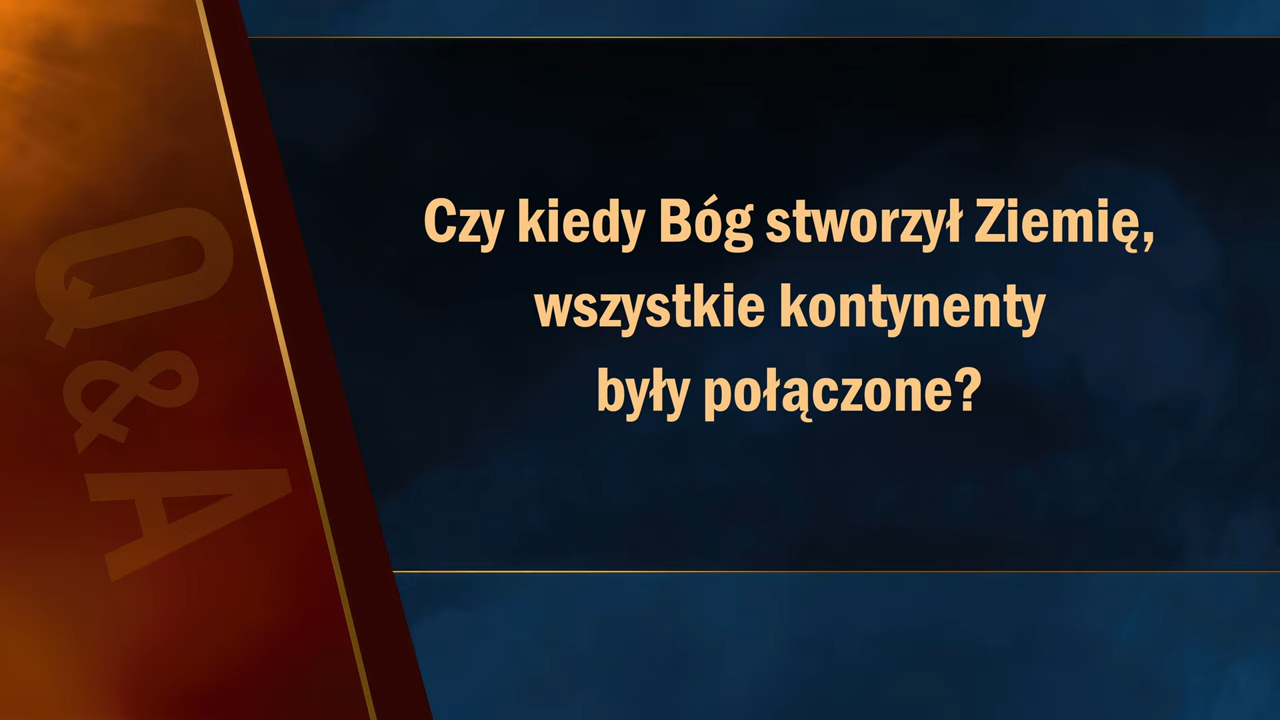 Q&A
Czy kiedy Bóg stworzył Ziemię,
wszystkie kontynenty
były połączone?